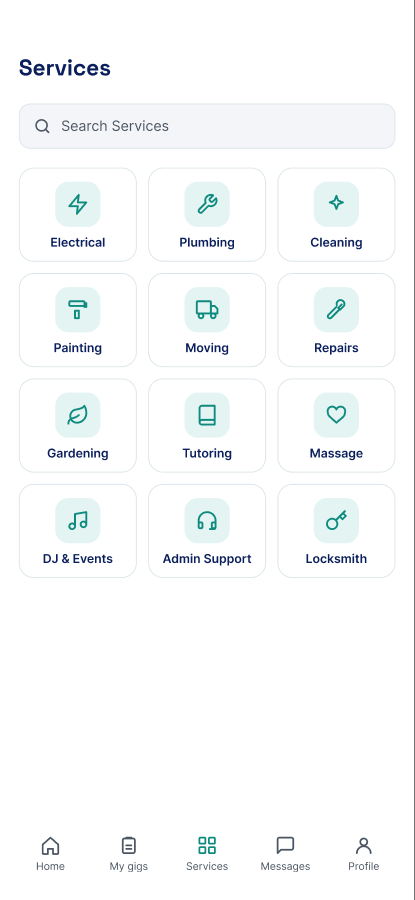 Services
Search Services
Electrical
Plumbing
Cleaning
Painting
Moving
Repairs
Gardening
Tutoring
Massage
DJ & Events
Admin Support
Locksmith
Home
My gigs
Services
Messages
Profile